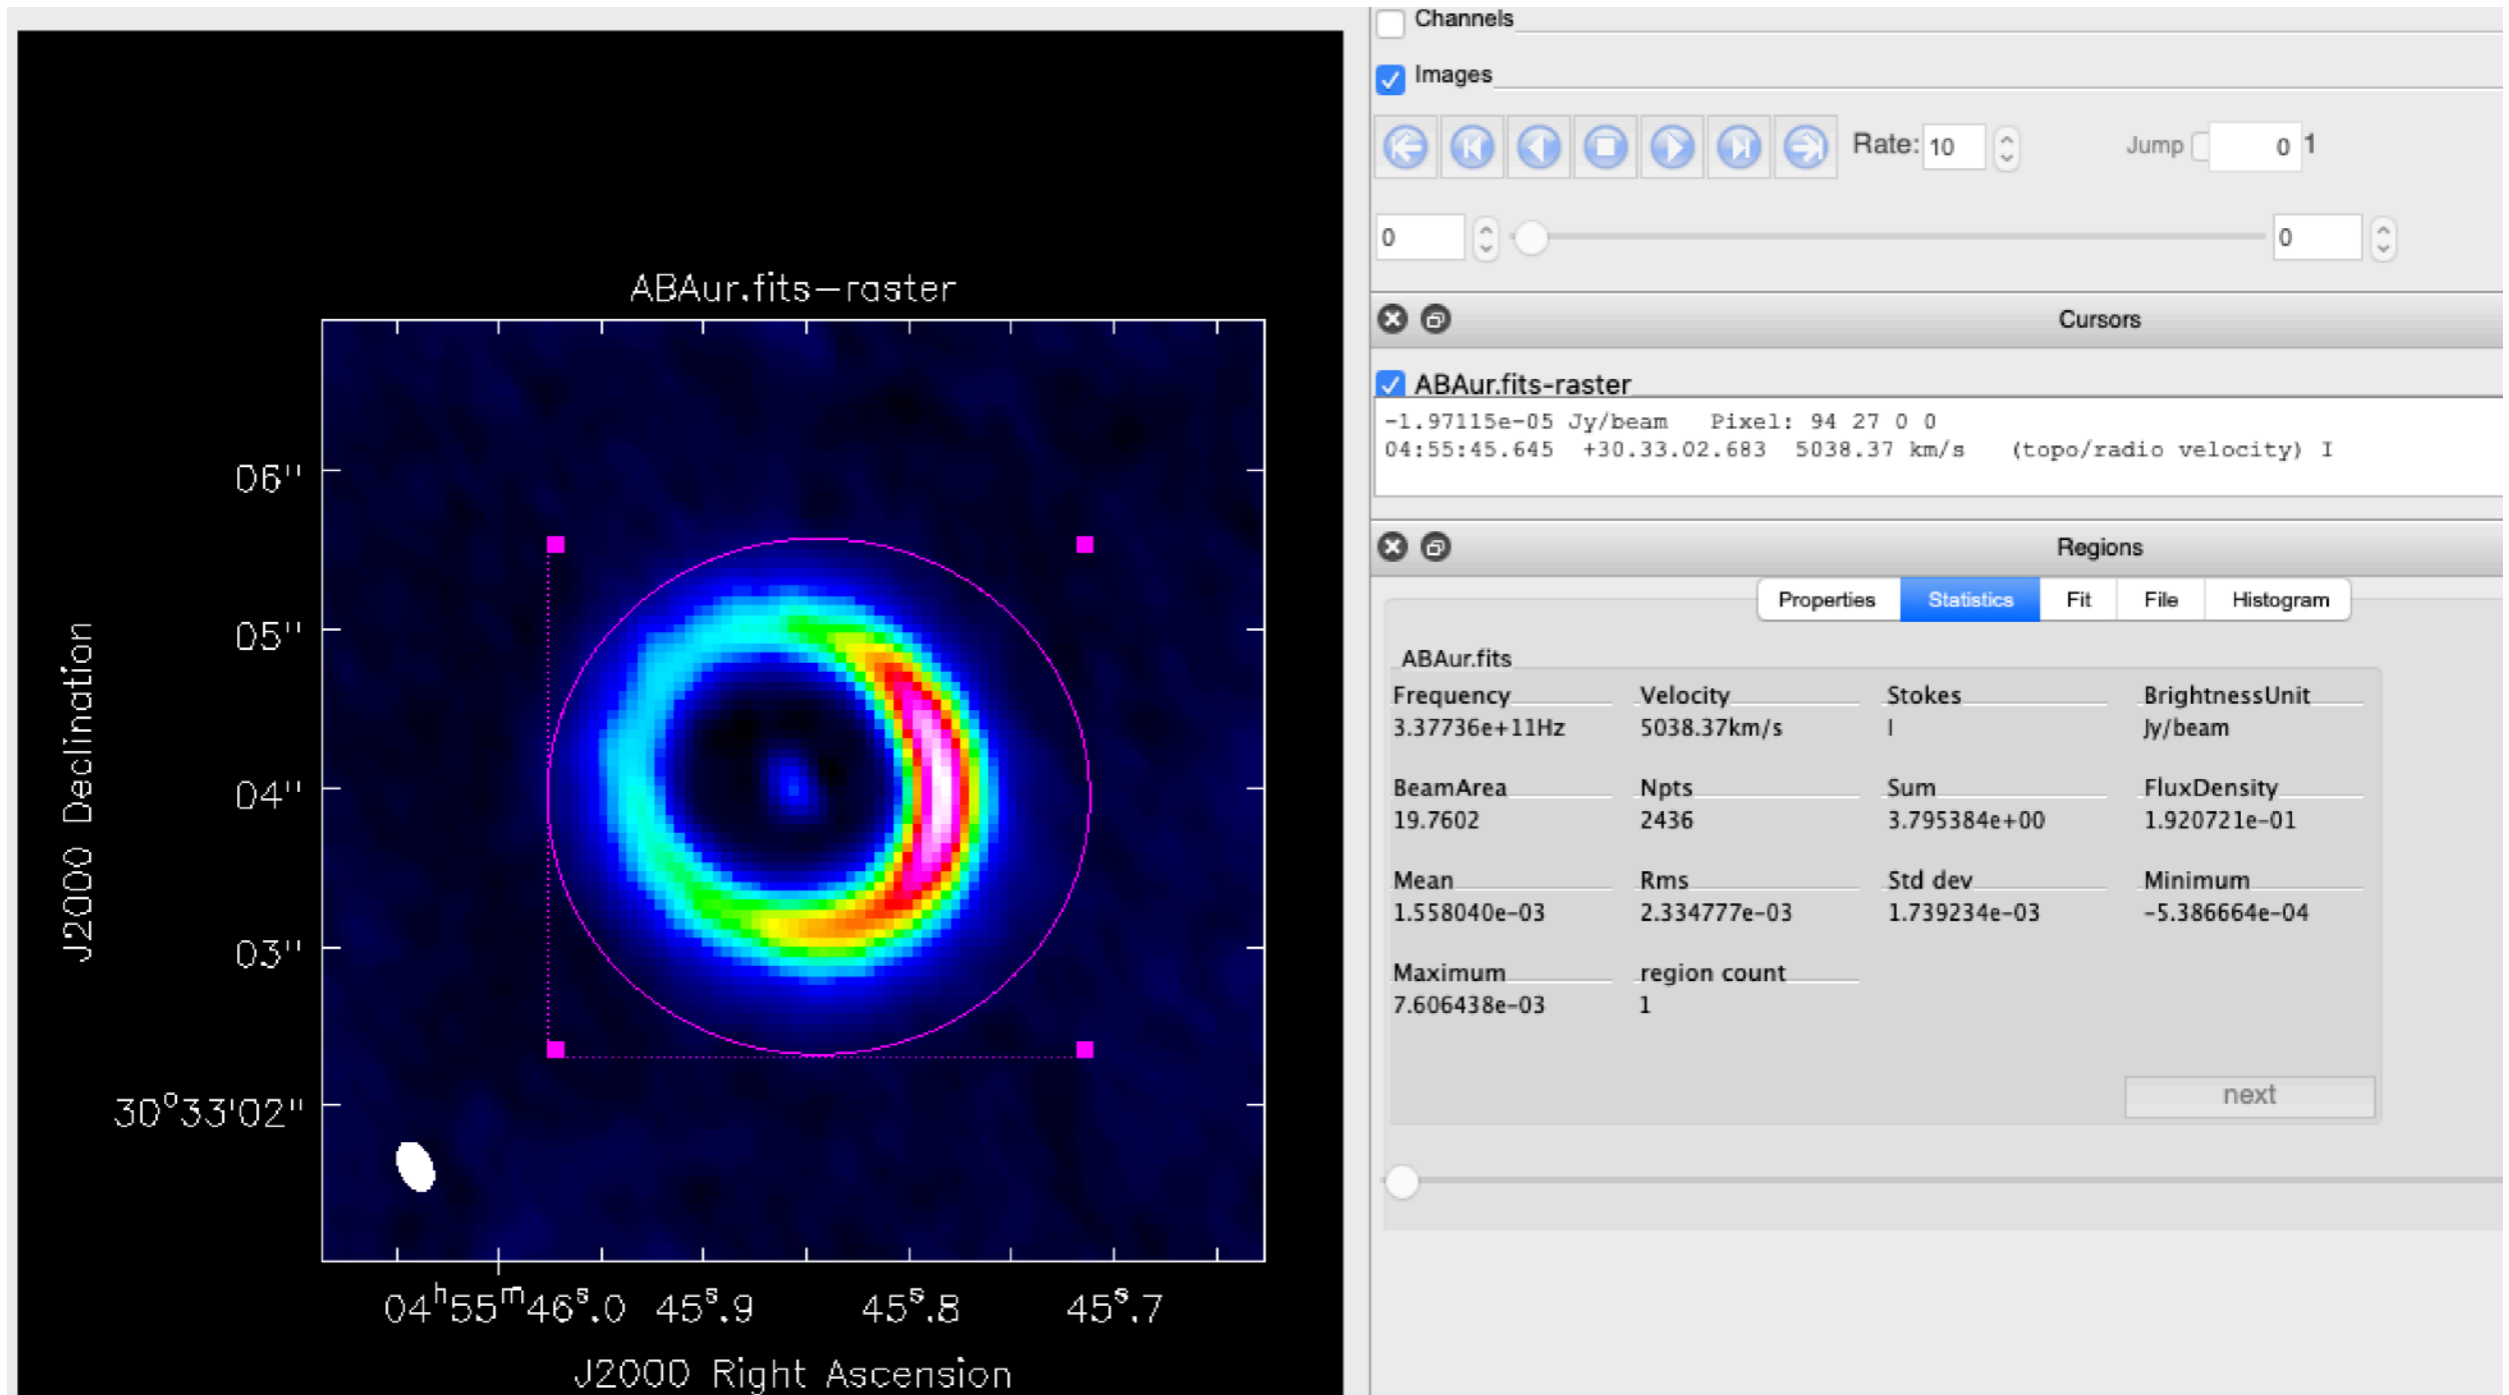 ABAur.fits-raster
06"
05"
04"
03"
30°33'02"
J2000 Declination
04ʰ55ᵐ46ˢ.0 45ˢ.9 45ˢ.8 45ˢ.7
J2000 Right Ascension
Channels
Images
Rate: 10 Jump 0 1
0 0
Cursors
ABAur.fits-raster
-1.97115e-05 Jy/beam Pixel: 94 27 0 0
04:55:45.645 +30.33.02.683 5038.37 km/s (topo/radio velocity) I
Regions
Properties Statistics Fit File Histogram
ABAur.fits
Frequency Velocity Stokes BrightnessUnit
3.37736e+11Hz 5038.37km/s I Jy/beam
BeamArea Npts Sum FluxDensity
19.7602 2436 3.795384e+00 1.920721e-01
Mean Rms Std dev Minimum
1.558040e-03 2.334777e-03 1.739234e-03 -5.386664e-04
Maximum region count
7.606438e-03 1
next